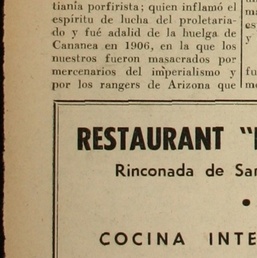 tianía porfirista; quien inflamó el
espíritu de lucha del proletaria-
do y fué adalid de la huelga de
Cananea en 1906, en la que los
nuestros fueron masacrados por
mercenarios del imperialismo y
por los rangers de Arizona que
RESTAURANT "
Rinconada de
COCINA